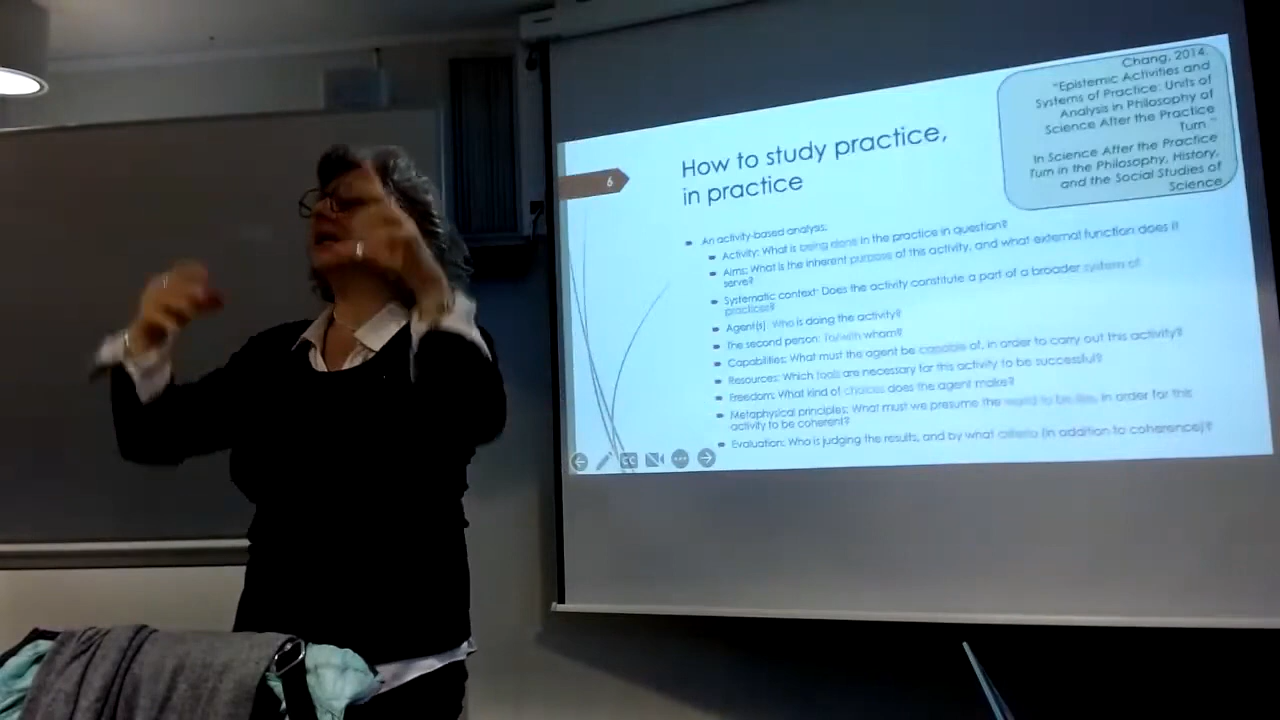 Chang, 2014.
"Epistemic Activities and
Systems of Practice: Units of
Analysis in Philosophy of
Science After the Practice
Turn."
In Science After the Practice
Turn in the Philosophy, History,
and the Social Studies of
Science
6
How to study practice,
in practice
An activity-based analysis:
Activity: What is being done in the practice in question?
Aims: What is the inherent purpose of this activity, and what external function does it
serve?
Systematic context: Does the activity constitute a part of a broader system of
practices?
Agent(s): Who is doing the activity?
The second person: To/with whom?
Capabilities: What must the agent be capable of, in order to carry out this activity?
Resources: Which tools are necessary for this activity to be successful?
Freedom: What kind of choices does the agent make?
Metaphysical principles: What must we presume the world to be like, in order for this
activity to be coherent?
Evaluation: Who is judging the results, and by what criteria (in addition to coherence)?
CC